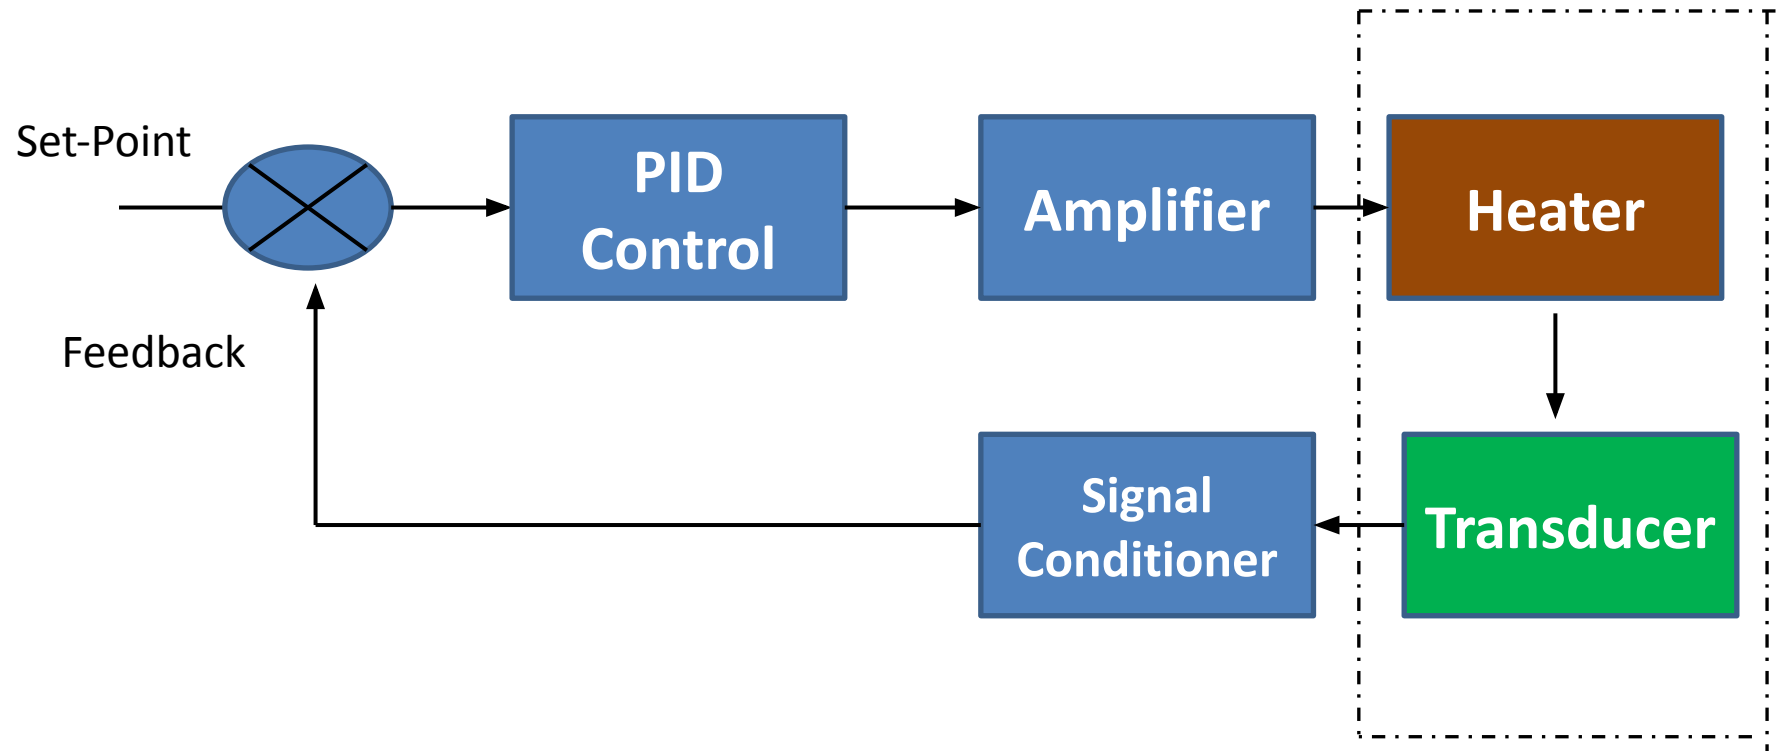 Set-Point
PID
Control
Amplifier
Heater
Feedback
Signal
Conditioner
Transducer